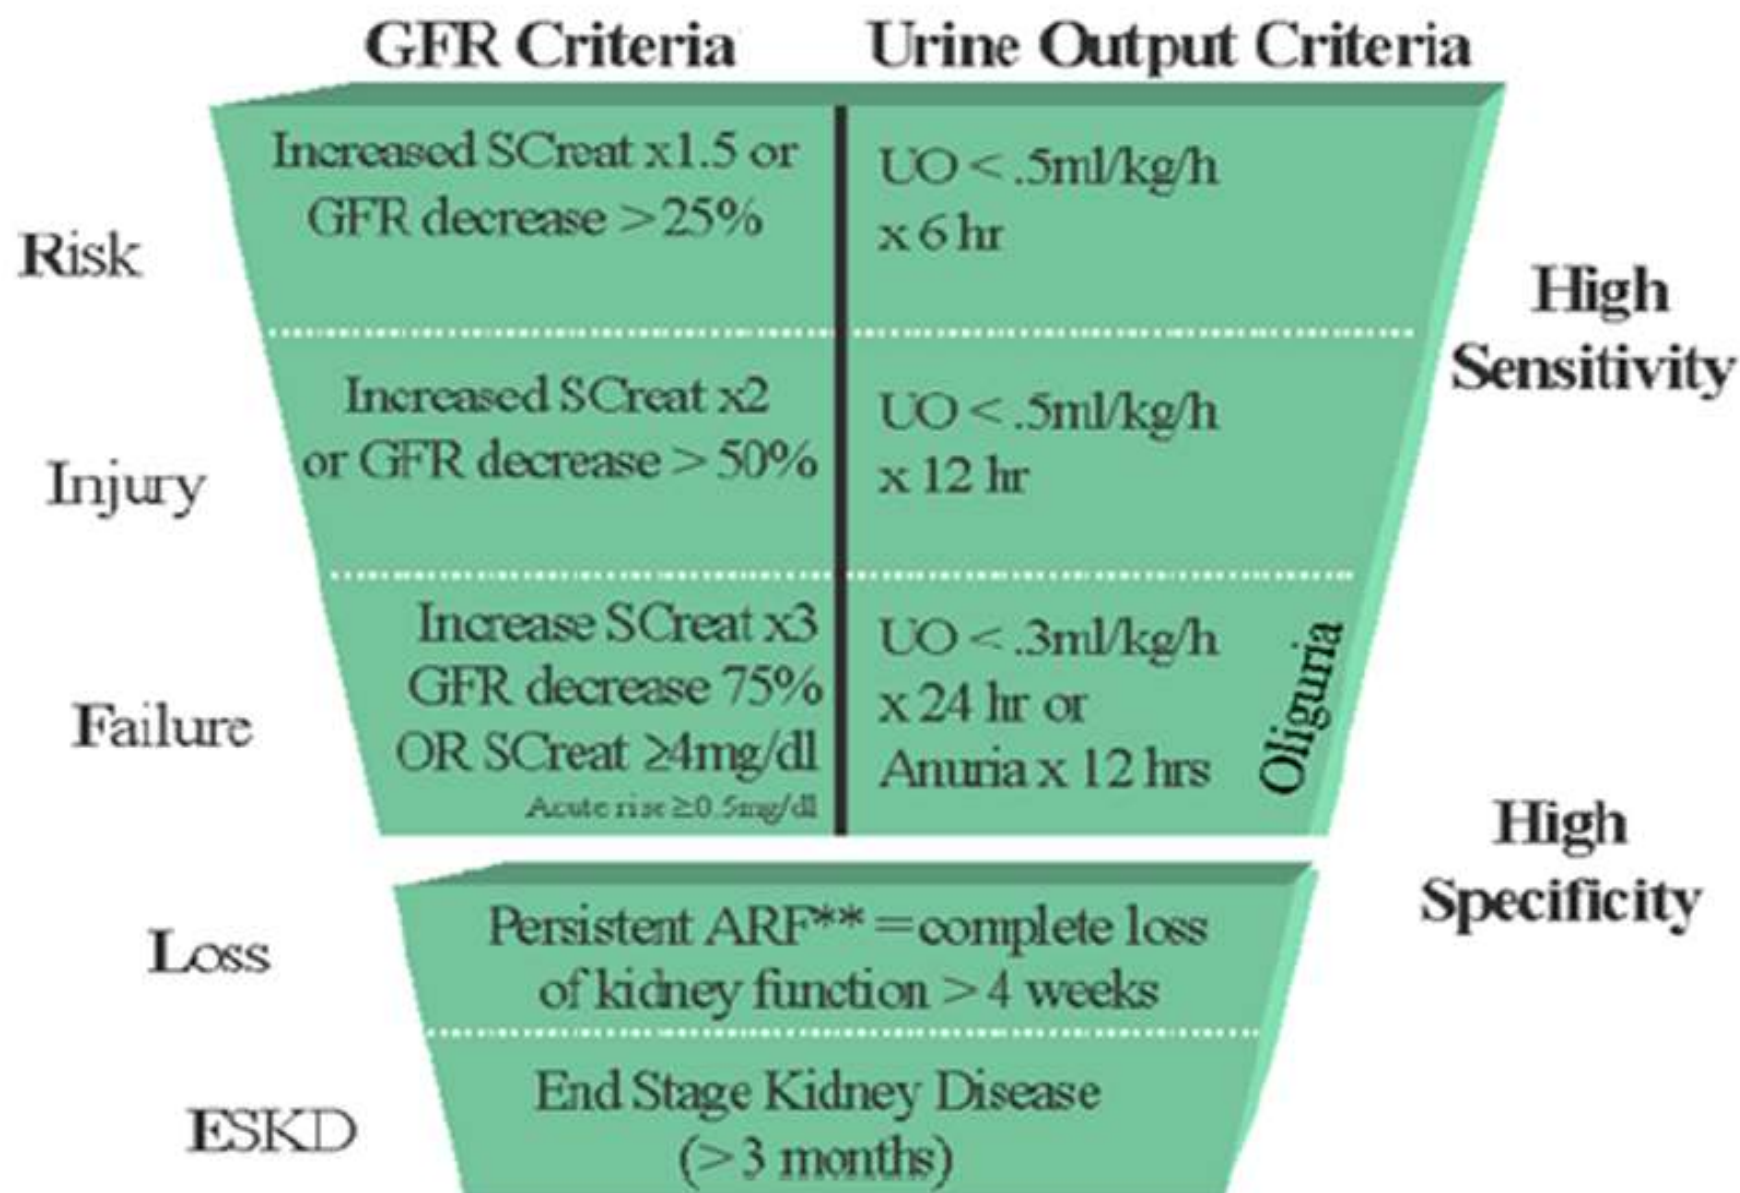 GFR Criteria
Urine Output Criteria
Risk
Increased SCreat x1.5 or
GFR decrease > 25%
UO < .5ml/kg/h
x 6 hr
High
Sensitivity
Injury
Increased SCreat x2
or GFR decrease > 50%
UO < .5ml/kg/h
x 12 hr
Failure
Increase SCreat x3
GFR decrease 75%
OR SCreat ≥4mg/dl
Acute rise ≥0.5mg/dl
UO < .3ml/kg/h
x 24 hr or
Anuria x 12 hrs
Oliguria
High
Specificity
Loss
Persistent ARF** = complete loss
of kidney function > 4 weeks
ESKD
End Stage Kidney Disease
(> 3 months)